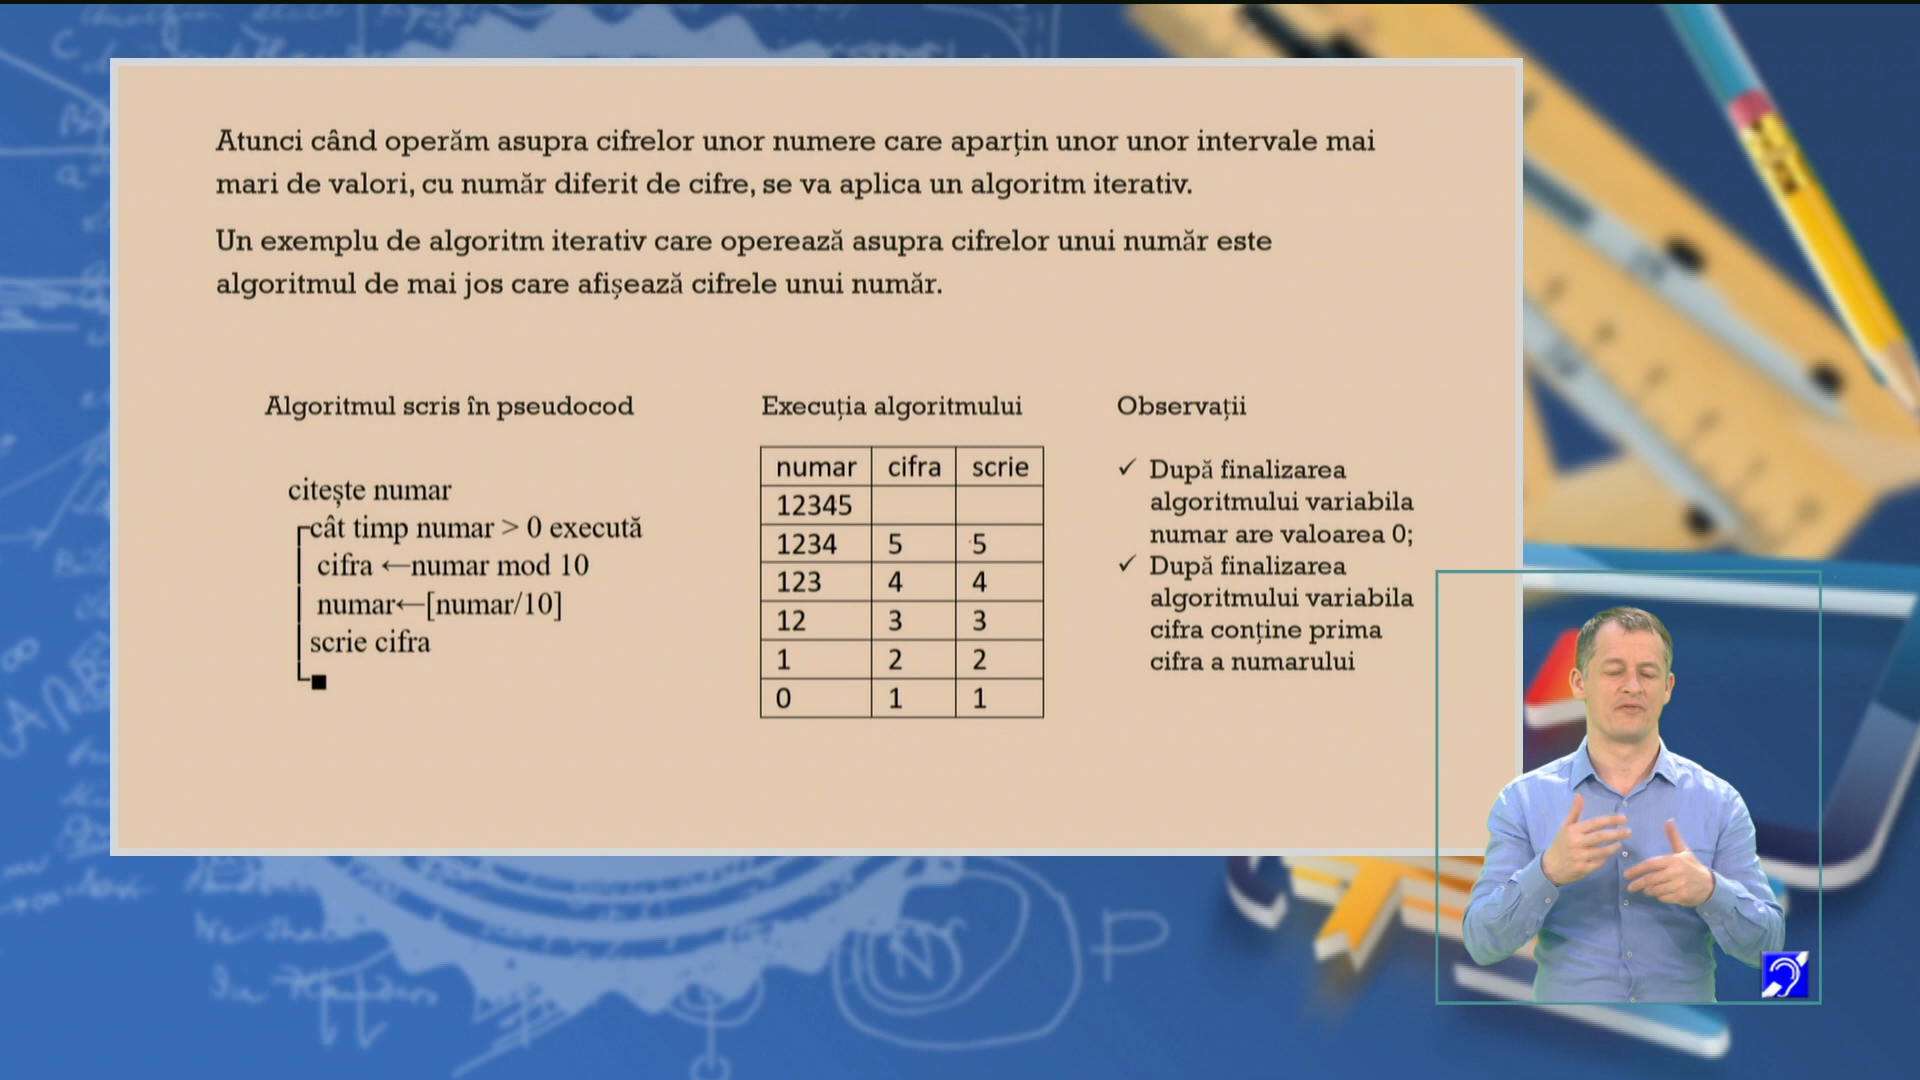 Atunci când operăm asupra cifrelor unor numere care aparțin unor unor intervale mai
mari de valori, cu număr diferit de cifre, se va aplica un algoritm iterativ.
Un exemplu de algoritm iterativ care operează asupra cifrelor unui număr este
algoritmul de mai jos care afișează cifrele unui număr.
Algoritmul scris în pseudocod
citește numar
cât timp numar > 0 execută
cifra ←numar mod 10
numar←[numar/10]
scrie cifra
Execuția algoritmului
numar cifra scrie
12345
1234 5 5
123 4 4
12 3 3
1 2 2
0 1 1
Observații
✓ După finalizarea
algoritmului variabila
numar are valoarea 0;
✓ După finalizarea
algoritmului variabila
cifra conține prima
cifra a numarului
N
P